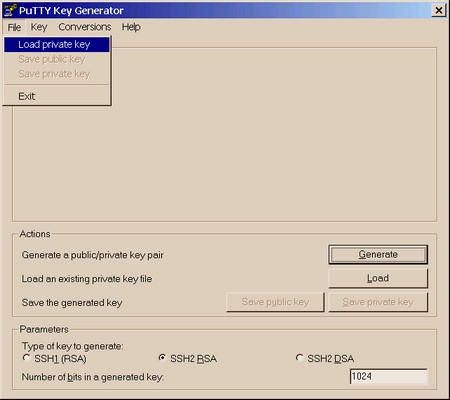 PuTTY Key Generator
File Key Conversions Help
Load private key
Save public key
Save private key
Exit
Actions
Generate a public/private key pair
Generate
Load an existing private key file
Load
Save the generated key
Save public key
Save private key
Parameters
Type of key to generate:
SSH1 (RSA)
SSH2 RSA
SSH2 DSA
Number of bits in a generated key:
1024